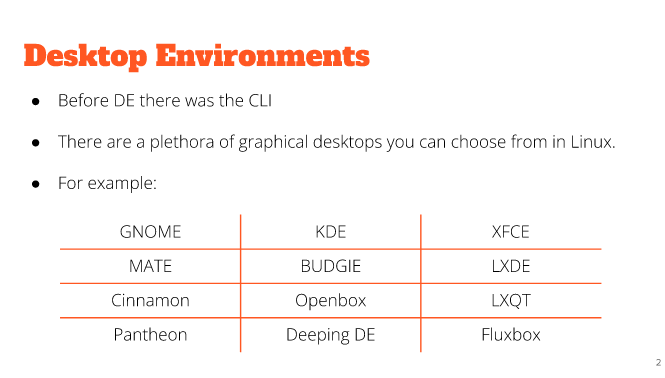 Desktop Environments
● Before DE there was the CLI
● There are a plethora of graphical desktops you can choose from in Linux.
● For example:
GNOME KDE XFCE
MATE BUDGIE LXDE
Cinnamon Openbox LXQT
Pantheon Deeping DE Fluxbox
2